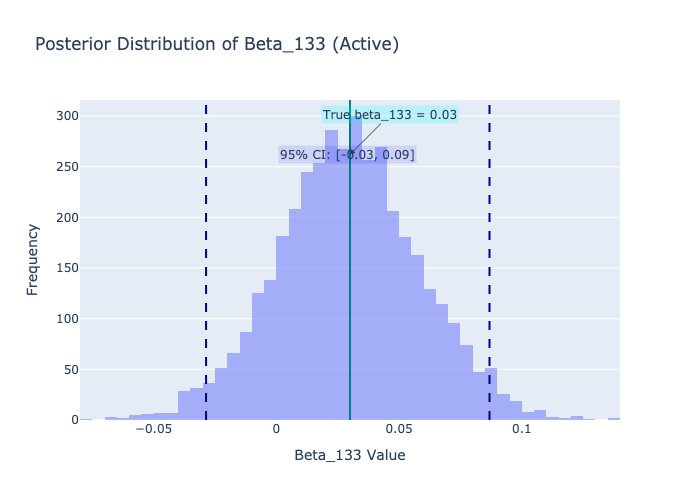 Posterior Distribution of Beta_133 (Active)
True beta_133 = 0.03
95% CI: [-0.03, 0.09]
300
250
200
150
100
50
0
Frequency
−0.05
0
0.05
0.1
Beta_133 Value